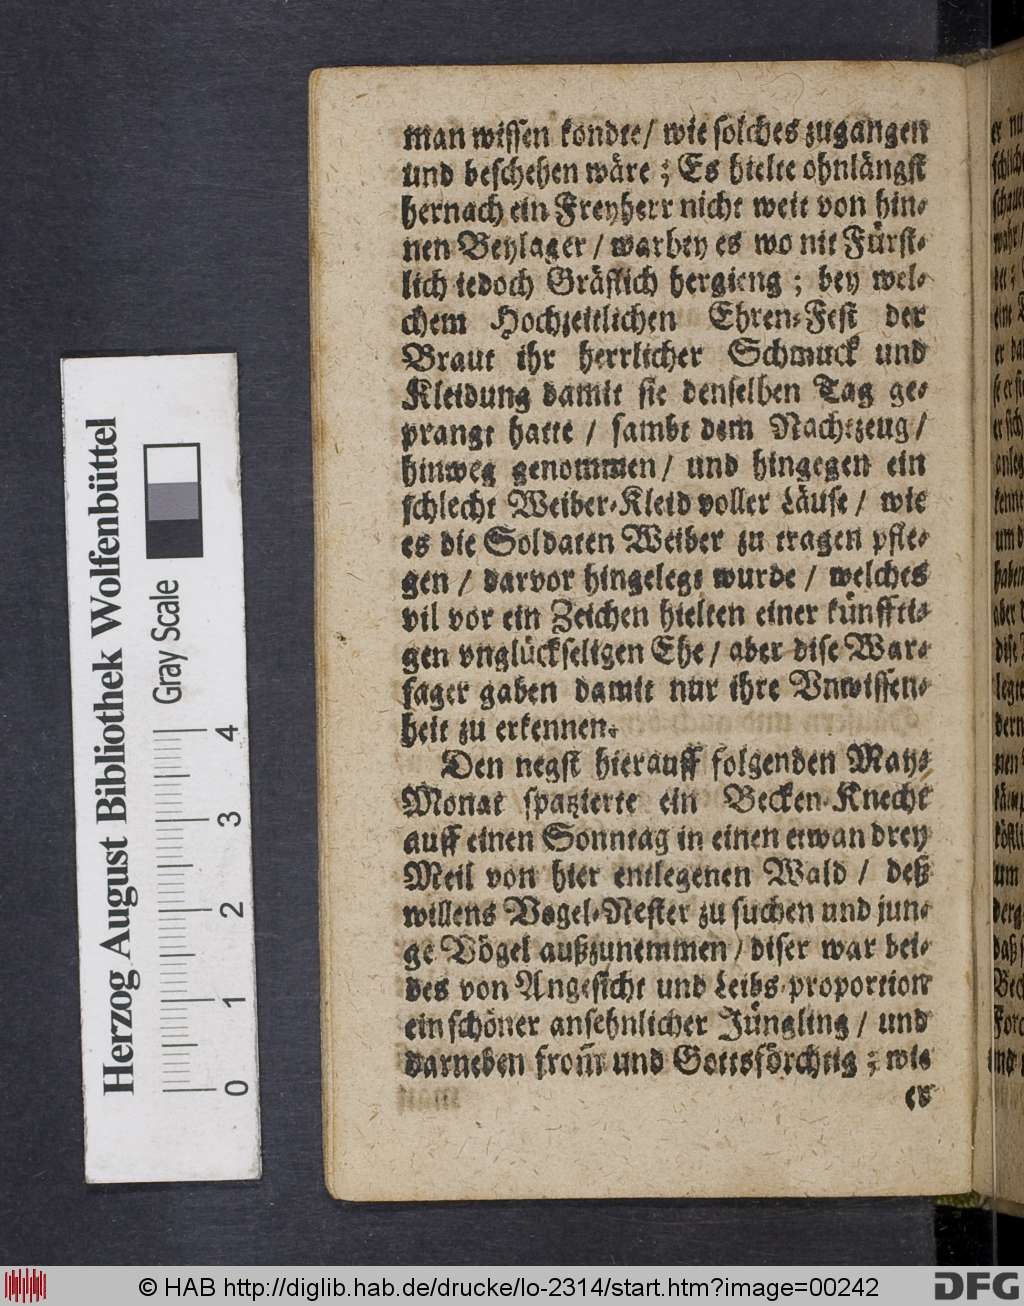 man wissen kondte/ wie solches zugangen
und beschehen wäre ; Es hielte ohnlängst
hernach ein Freyherr nicht weit von hin-
nen Beylager / warbey es wo nit Fürst-
lich iedoch Gräflich hergieng ; bey wel-
chem Hochzeitlichen Ehren-Fest der
Braut ihr herrlicher Schmuck und
Kleidung damit sie denselben Tag ge-
prangt hatte / sambt dem Nachtzeug/
hinweg genommen/ und hingegen ein
schlecht Weiber-Kleid voller Läuse / wie
es die Soldaten Weiber zu tragen pfle-
gen / darvor hingelegt wurde / welches
vil vor ein Zeichen hielten einer künffti-
gen vnglückseligen Ehe / aber dise War-
sager gaben damit nur ihre Vnwissen-
heit zu erkennen.
Den negst hierauff folgenden May-
Monat spatzierte ein Becken-Knecht
auff einen Sonntag in einen etwan drey
Meil von hier entlegenen Wald / deß
willens Vogel-Nester zu suchen und jun-
ge Vögel außzunemmen / diser war bei-
des von Angesicht und Leibs-proportion
ein schöner ansehnlicher Jüngling / und
darneben from̄ und Gottsförchtig ; wie
er
Herzog August Bibliothek Wolfenbüttel
Gray Scale
0 1 2 3 4
© HAB http://diglib.hab.de/drucke/lo-2314/start.htm?image=00242
DFG